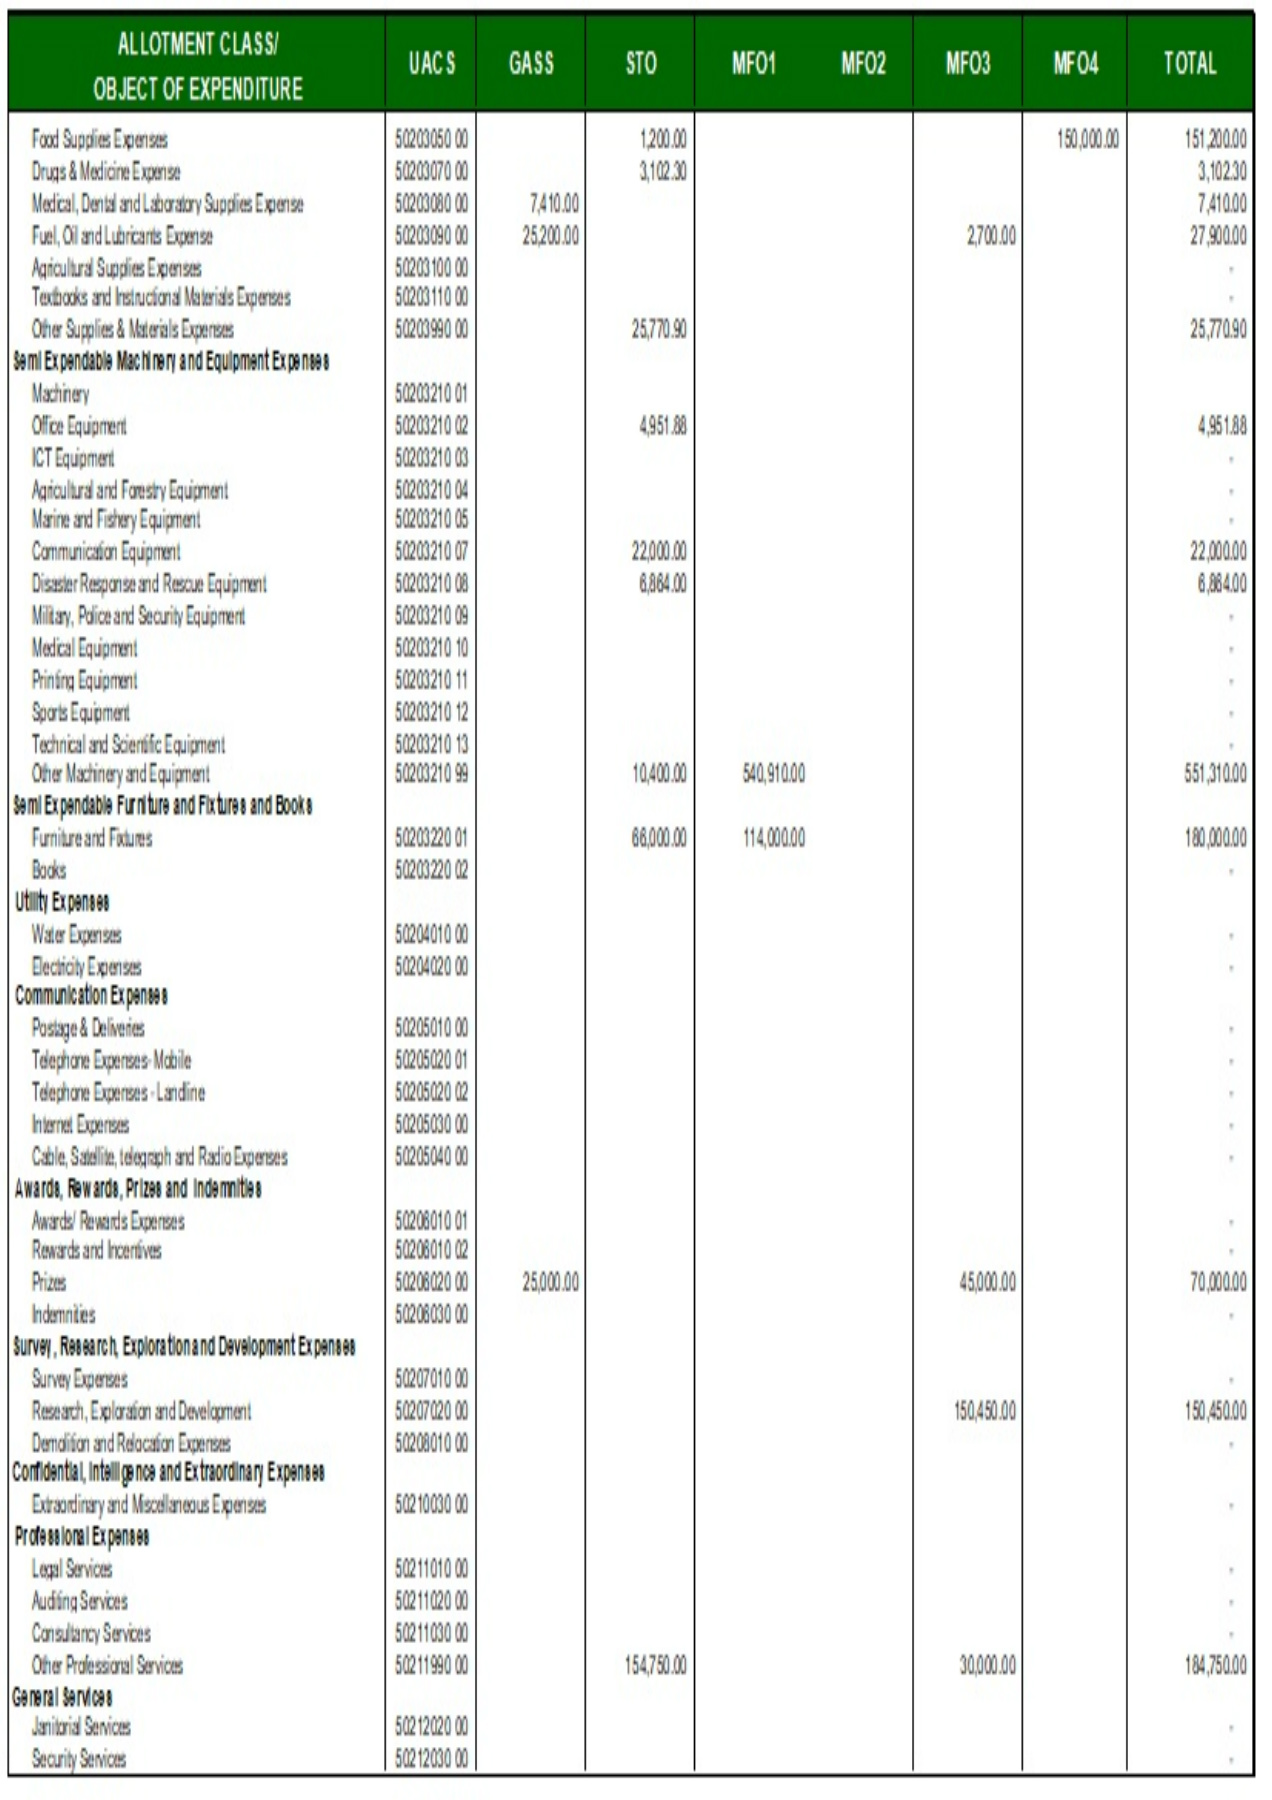 ALLOTMENT CLASS/
OBJECT OF EXPENDITURE UACS GASS STO MFO1 MFO2 MFO3 MFO4 TOTAL
Food Supplies Expenses 50203050 00 1,200.00 150,000.00 151,200.00
Drugs & Medicine Expense 50203070 00 3,102.30 3,102.30
Medical, Dental and Laboratory Supplies Expense 50203080 00 7,410.00 7,410.00
Fuel, Oil and Lubricants Expense 50203090 00 25,200.00 2,700.00 27,900.00
Agricultural Supplies Expenses 50203100 00 -
Textbooks and Instructional Materials Expenses 50203110 00 -
Other Supplies & Materials Expenses 50203990 00 25,770.90 25,770.90
Semi Expendable Machinery and Equipment Expenses
Machinery 50203210 01
Office Equipment 50203210 02 4,951.88 4,951.88
ICT Equipment 50203210 03 -
Agricultural and Forestry Equipment 50203210 04 -
Marine and Fishery Equipment 50203210 05 -
Communication Equipment 50203210 07 22,000.00 22,000.00
Disaster Response and Rescue Equipment 50203210 08 6,864.00 6,864.00
Military, Police and Security Equipment 50203210 09 -
Medical Equipment 50203210 10 -
Printing Equipment 50203210 11 -
Sports Equipment 50203210 12 -
Technical and Scientific Equipment 50203210 13 -
Other Machinery and Equipment 50203210 99 10,400.00 540,910.00 551,310.00
Semi Expendable Furniture and Fixtures and Books
Furniture and Fixtures 50203220 01 66,000.00 114,000.00 180,000.00
Books 50203220 02 -
Utility Expenses
Water Expenses 50204010 00 -
Electricity Expenses 50204020 00 -
Communication Expenses
Postage & Deliveries 50205010 00 -
Telephone Expenses- Mobile 50205020 01 -
Telephone Expenses - Landline 50205020 02 -
Internet Expenses 50205030 00 -
Cable, Satellite, telegraph and Radio Expenses 50205040 00 -
Awards, Rewards, Prizes and Indemnities
Awards/ Rewards Expenses 50206010 01 -
Rewards and Incentives 50206010 02 -
Prizes 50206020 00 25,000.00 45,000.00 70,000.00
Indemnities 50206030 00 -
Survey, Research, Exploration and Development Expenses
Survey Expenses 50207010 00 -
Research, Exploration and Development 50207020 00 150,450.00 150,450.00
Demolition and Relocation Expenses 50208010 00 -
Confidential, Intelligence and Extraordinary Expenses
Extraordinary and Miscellaneous Expenses 50210030 00 -
Professional Expenses
Legal Services 50211010 00 -
Auditing Services 50211020 00 -
Consultancy Services 50211030 00 -
Other Professional Services 50211990 00 154,750.00 30,000.00 184,750.00
General Services
Janitorial Services 50212020 00 -
Security Services 50212030 00 -